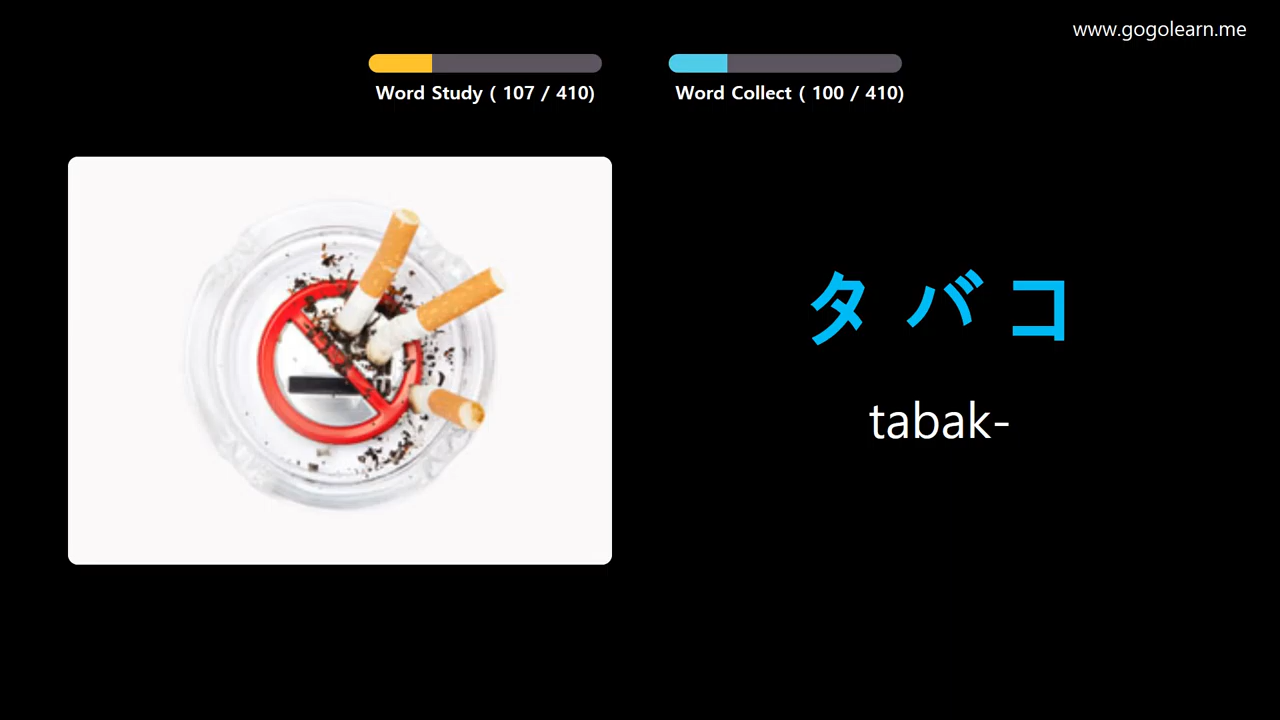 www.gogolearn.me
Word Study ( 107 / 410)
Word Collect ( 100 / 410)
タ バ コ
tabak-